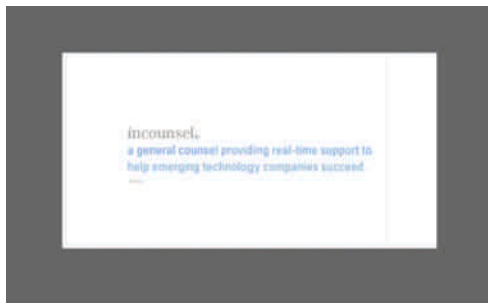 incounsel.
a general counsel providing real-time support to
help emerging technology companies succeed